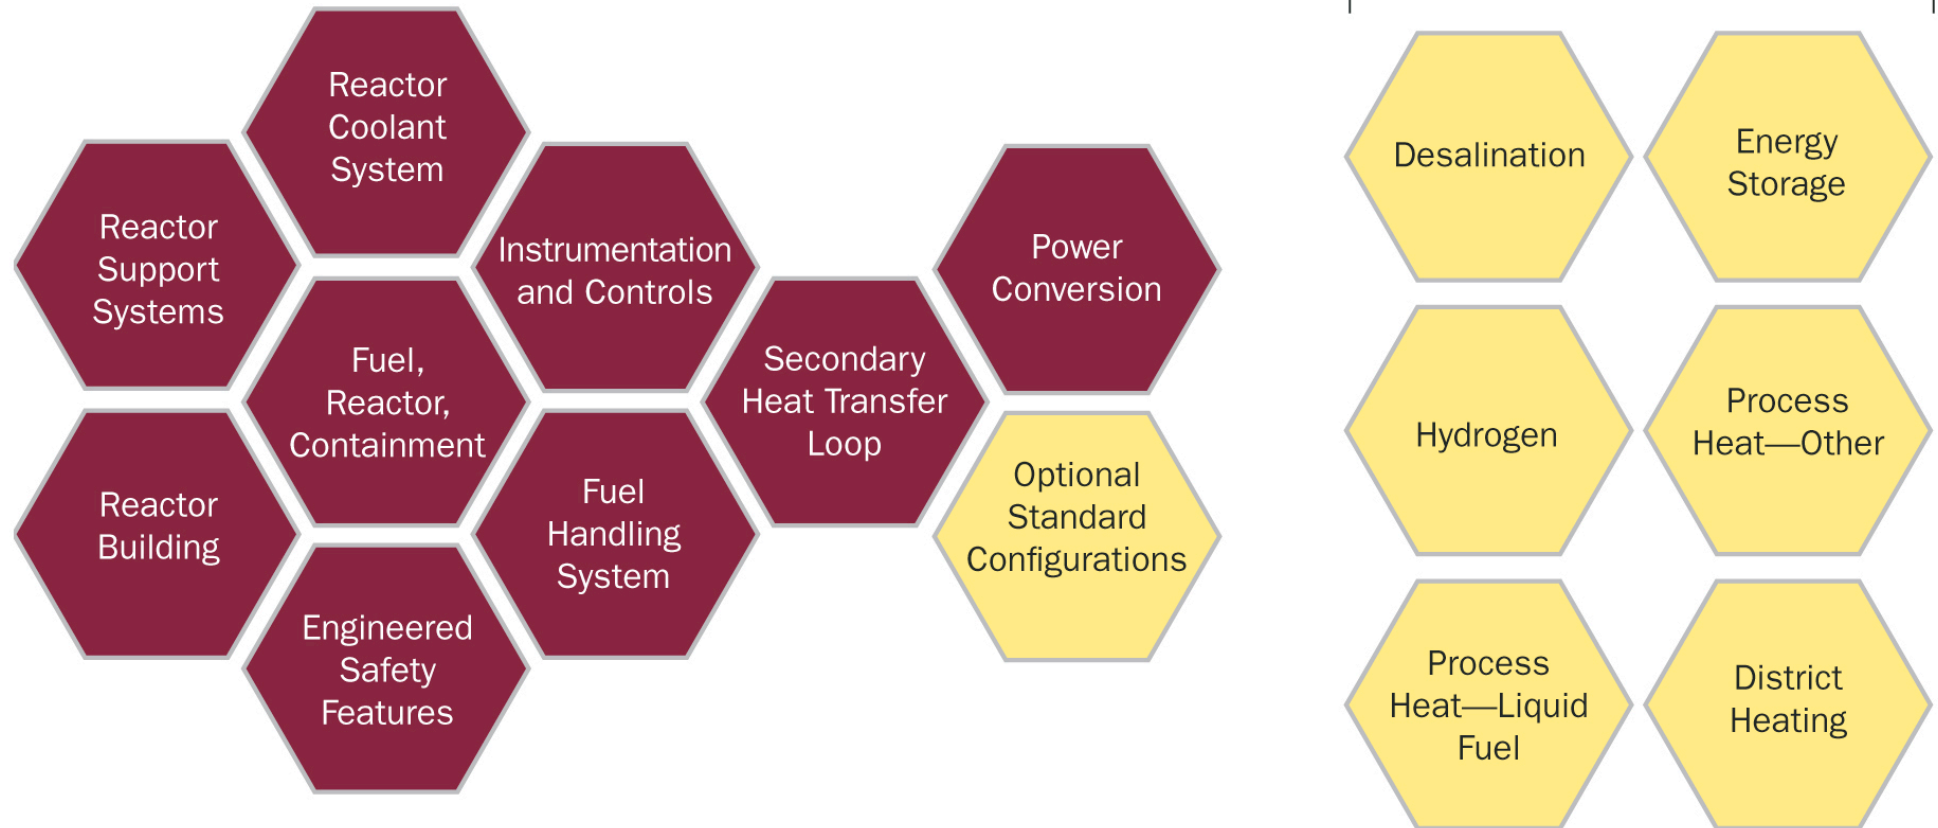 Reactor
Coolant
System
Reactor
Support
Systems
Instrumentation
and Controls
Power
Conversion
Fuel,
Reactor,
Containment
Secondary
Heat Transfer
Loop
Reactor
Building
Fuel
Handling
System
Optional
Standard
Configurations
Engineered
Safety
Features
Desalination
Energy
Storage
Hydrogen
Process
Heat—Other
Process
Heat—Liquid
Fuel
District
Heating